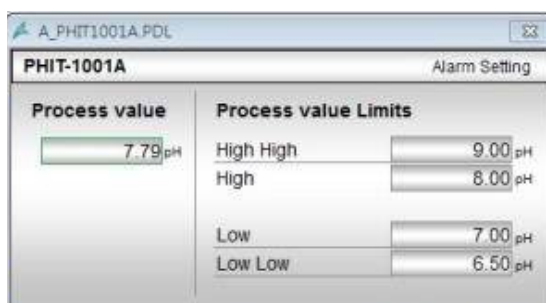 A_PHIT1001A.PDL
PHIT-1001A Alarm Setting
Process value Process value Limits
7.79 pH High High 9.00 pH
High 8.00 pH
Low 7.00 pH
Low Low 6.50 pH